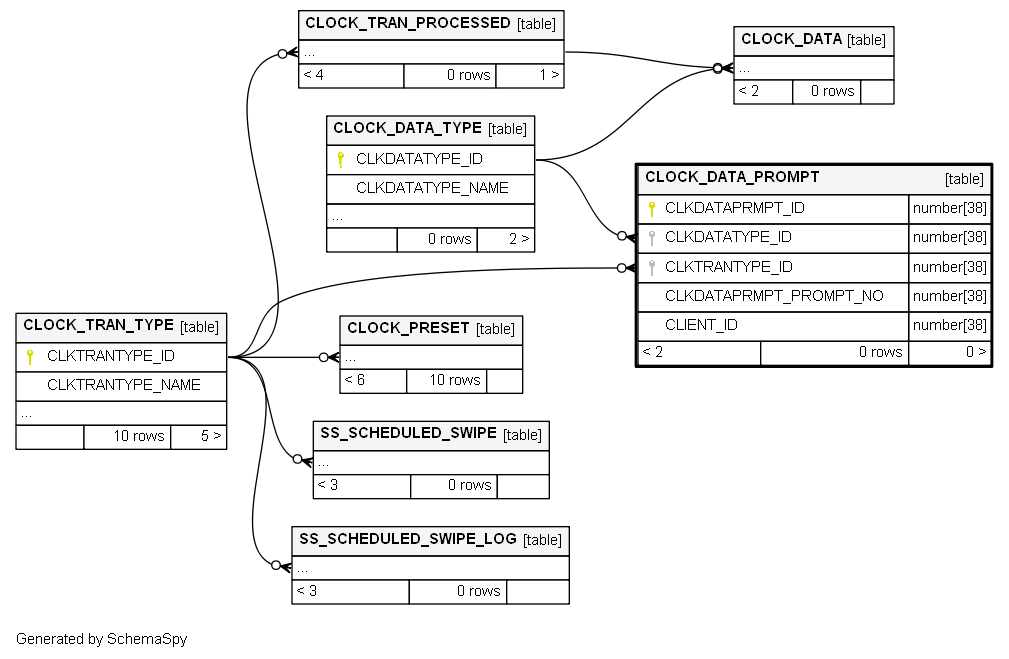 CLOCK_TRAN_PROCESSED [table]
...
< 4 0 rows 1 >
CLOCK_DATA [table]
...
< 2 0 rows
CLOCK_DATA_TYPE [table]
CLKDATATYPE_ID
CLKDATATYPE_NAME
...
0 rows 2 >
CLOCK_DATA_PROMPT [table]
CLKDATAPRMPT_ID number[38]
CLKDATATYPE_ID number[38]
CLKTRANTYPE_ID number[38]
CLKDATAPRMPT_PROMPT_NO number[38]
CLIENT_ID number[38]
< 2 0 rows 0 >
CLOCK_TRAN_TYPE [table]
CLKTRANTYPE_ID
CLKTRANTYPE_NAME
...
10 rows 5 >
CLOCK_PRESET [table]
...
< 6 10 rows
SS_SCHEDULED_SWIPE [table]
...
< 3 0 rows
SS_SCHEDULED_SWIPE_LOG [table]
...
< 3 0 rows
Generated by SchemaSpy